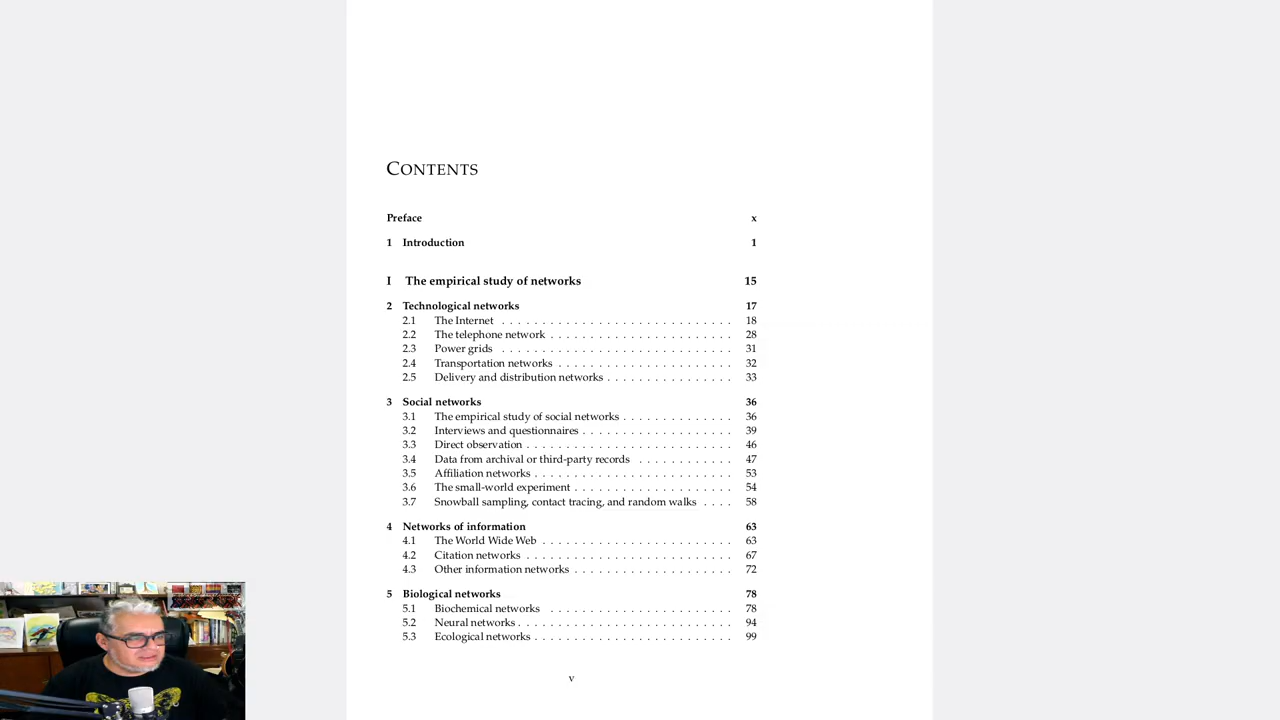 CONTENTS
Preface x
1 Introduction 1
I The empirical study of networks 15
2 Technological networks 17
2.1 The Internet . . . . . . . . . . . . . . . . . . . . . . . . . . . . . 18
2.2 The telephone network . . . . . . . . . . . . . . . . . . . . . . . 28
2.3 Power grids . . . . . . . . . . . . . . . . . . . . . . . . . . . . . 31
2.4 Transportation networks . . . . . . . . . . . . . . . . . . . . . . 32
2.5 Delivery and distribution networks . . . . . . . . . . . . . . . . 33
3 Social networks 36
3.1 The empirical study of social networks . . . . . . . . . . . . . . 36
3.2 Interviews and questionnaires . . . . . . . . . . . . . . . . . . . 39
3.3 Direct observation . . . . . . . . . . . . . . . . . . . . . . . . . . 46
3.4 Data from archival or third-party records . . . . . . . . . . . . 47
3.5 Affiliation networks . . . . . . . . . . . . . . . . . . . . . . . . . 53
3.6 The small-world experiment . . . . . . . . . . . . . . . . . . . . 54
3.7 Snowball sampling, contact tracing, and random walks . . . . 58
4 Networks of information 63
4.1 The World Wide Web . . . . . . . . . . . . . . . . . . . . . . . . 63
4.2 Citation networks . . . . . . . . . . . . . . . . . . . . . . . . . . 67
4.3 Other information networks . . . . . . . . . . . . . . . . . . . . 72
5 Biological networks 78
5.1 Biochemical networks . . . . . . . . . . . . . . . . . . . . . . . 78
5.2 Neural networks . . . . . . . . . . . . . . . . . . . . . . . . . . . 94
5.3 Ecological networks . . . . . . . . . . . . . . . . . . . . . . . . . 99
v